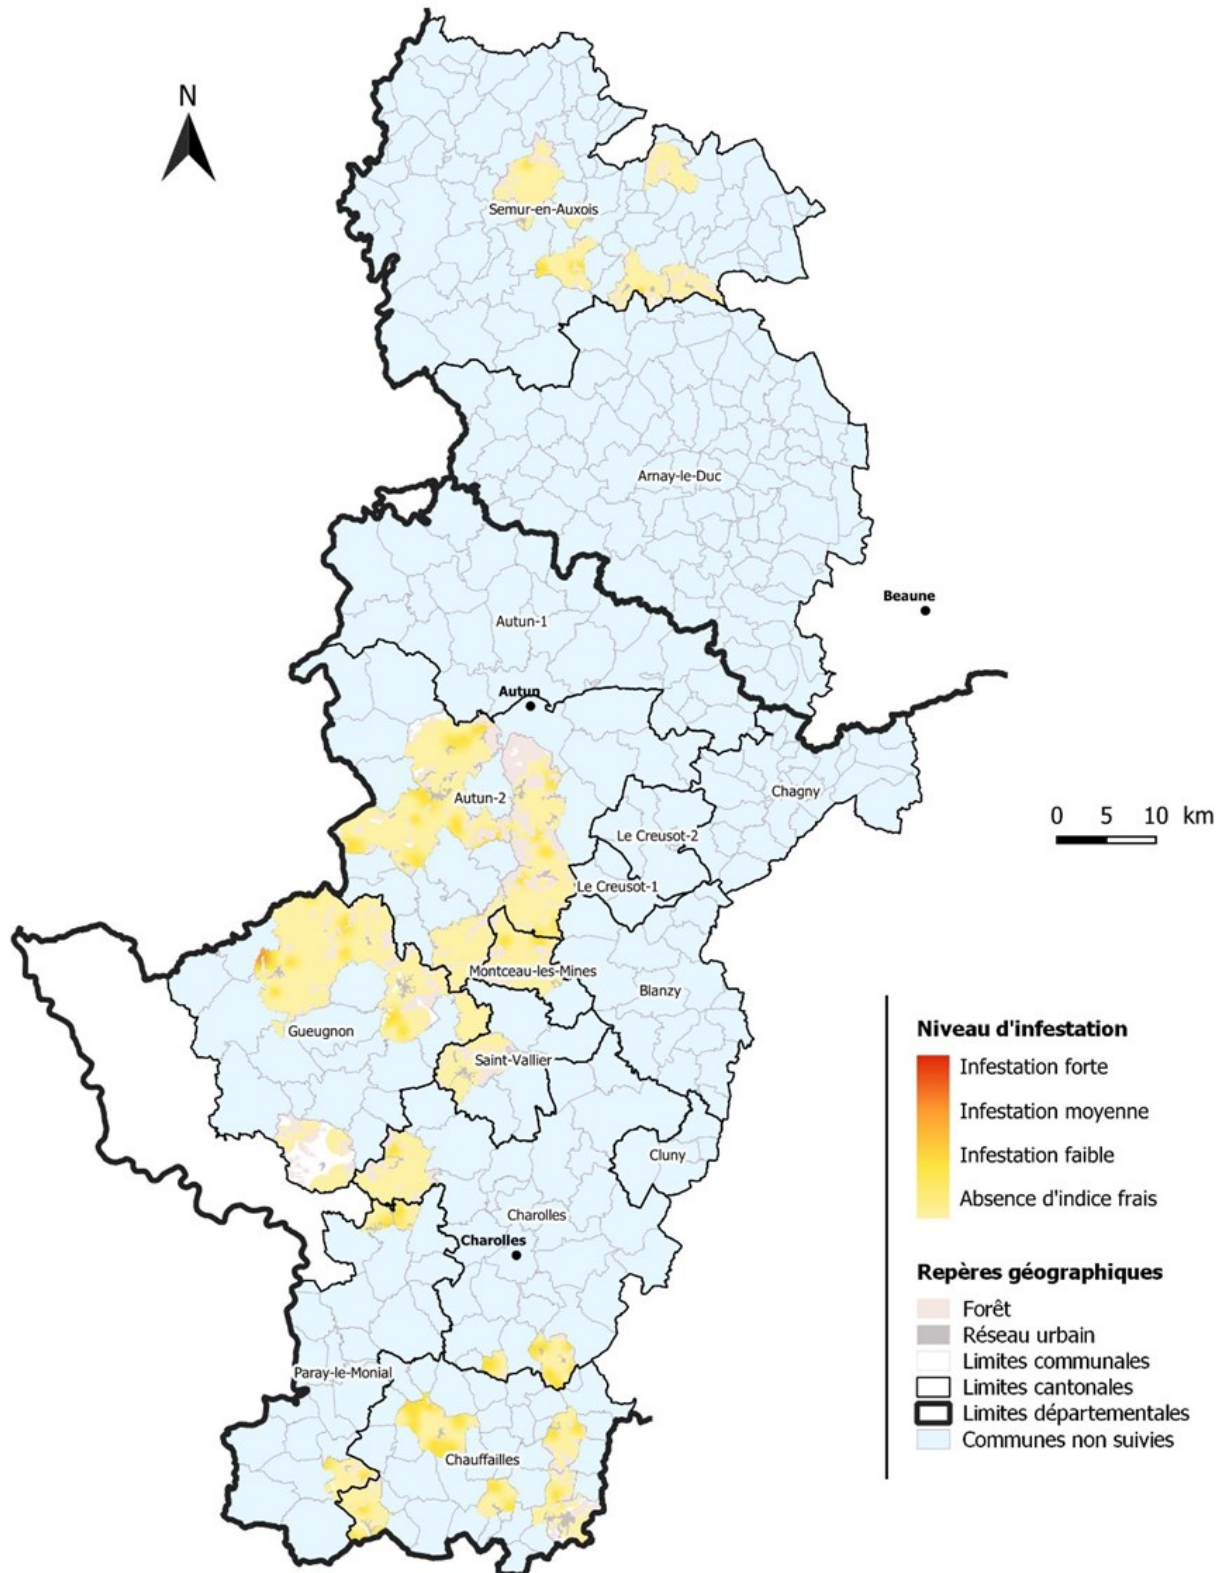 N
Semur-en-Auxois
Arnay-le-Duc
Beaune
Autun-1
Autun
Autun-2
Chagny
Le Creusot-2
0 5 10 km
Le Creusot-1
Montceau-les-Mines
Blanzy
Gueugnon
Saint-Vallier
Cluny
Charolles
Charolles
Paray-le-Monial
Chauffailles
Niveau d'infestation
Infestation forte
Infestation moyenne
Infestation faible
Absence d'indice frais
Repères géographiques
Forêt
Réseau urbain
Limites communales
Limites cantonales
Limites départementales
Communes non suivies